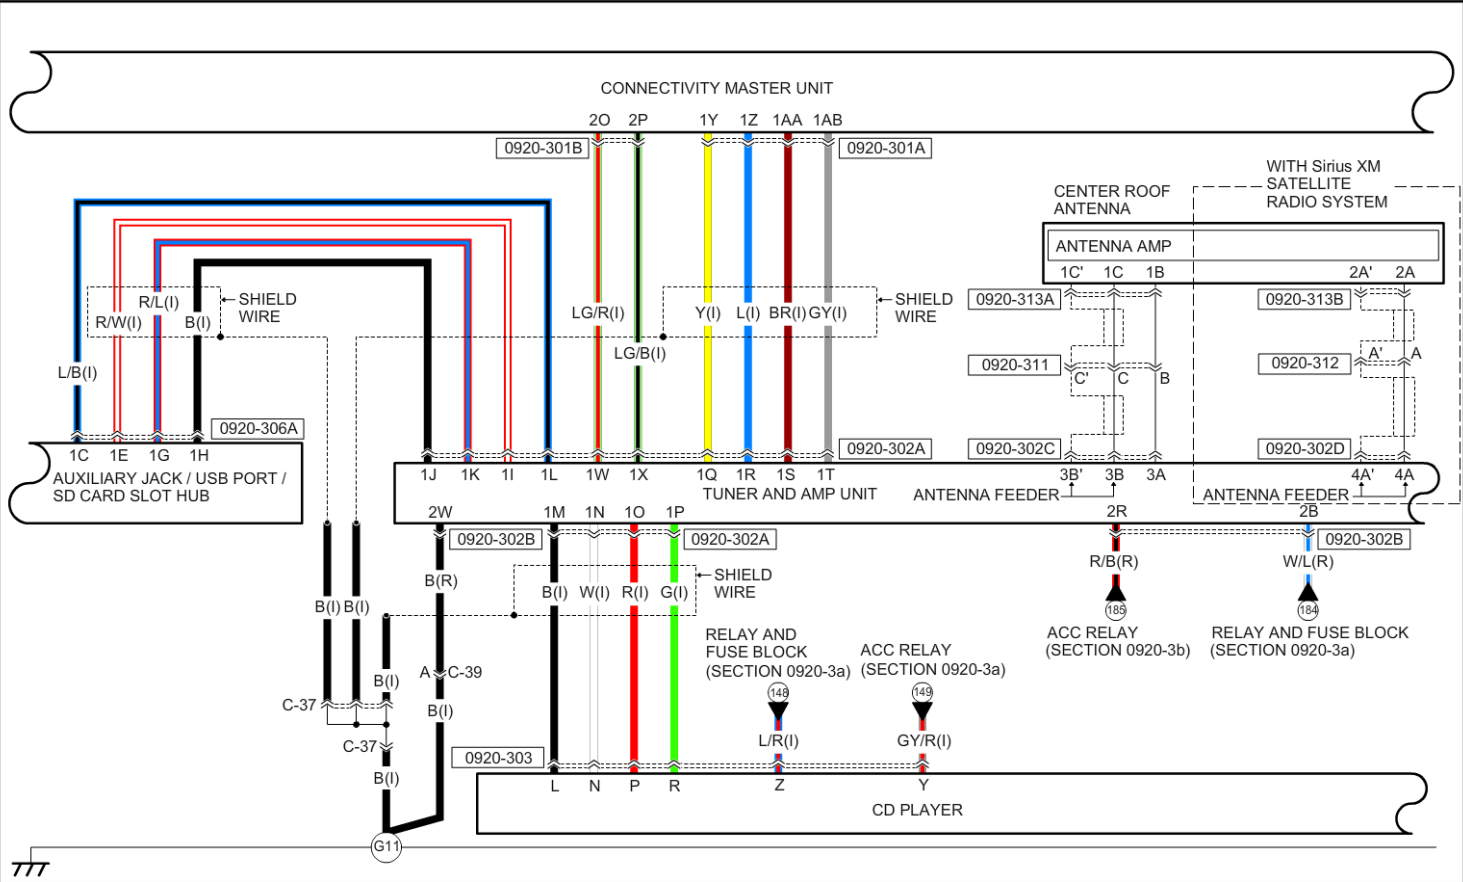 CONNECTIVITY MASTER UNIT
2O 2P 1Y 1Z 1AA 1AB
0920-301B 0920-301A
WITH Sirius XM
SATELLITE
RADIO SYSTEM
CENTER ROOF
ANTENNA
ANTENNA AMP
1C' 1C 1B 2A' 2A
0920-313A 0920-313B
R/L(I) SHIELD
WIRE
R/W(I) B(I)
LG/R(I) Y(I) L(I) BR(I) GY(I)
SHIELD
WIRE
LG/B(I)
L/B(I)
0920-311 C' C B
0920-312 A' A
0920-306A
1C 1E 1G 1H
AUXILIARY JACK / USB PORT /
SD CARD SLOT HUB
0920-302A 0920-302C 0920-302D
1J 1K 1I 1L 1W 1X 1Q 1R 1S 1T 3B' 3B 3A 4A' 4A
TUNER AND AMP UNIT
ANTENNA FEEDER ANTENNA FEEDER
2W 1M 1N 1O 1P 2R 2B
0920-302B 0920-302A 0920-302B
B(R) R/B(R) W/L(R)
SHIELD
WIRE
B(I) W(I) R(I) G(I)
B(I) B(I)
185 184
ACC RELAY
(SECTION 0920-3b)
RELAY AND FUSE BLOCK
(SECTION 0920-3a)
RELAY AND
FUSE BLOCK
(SECTION 0920-3a)
ACC RELAY
(SECTION 0920-3a)
A C-39
B(I)
148 149
C-37
B(I)
L/R(I) GY/R(I)
C-37
0920-303
B(I)
L N P R Z Y
CD PLAYER
G11